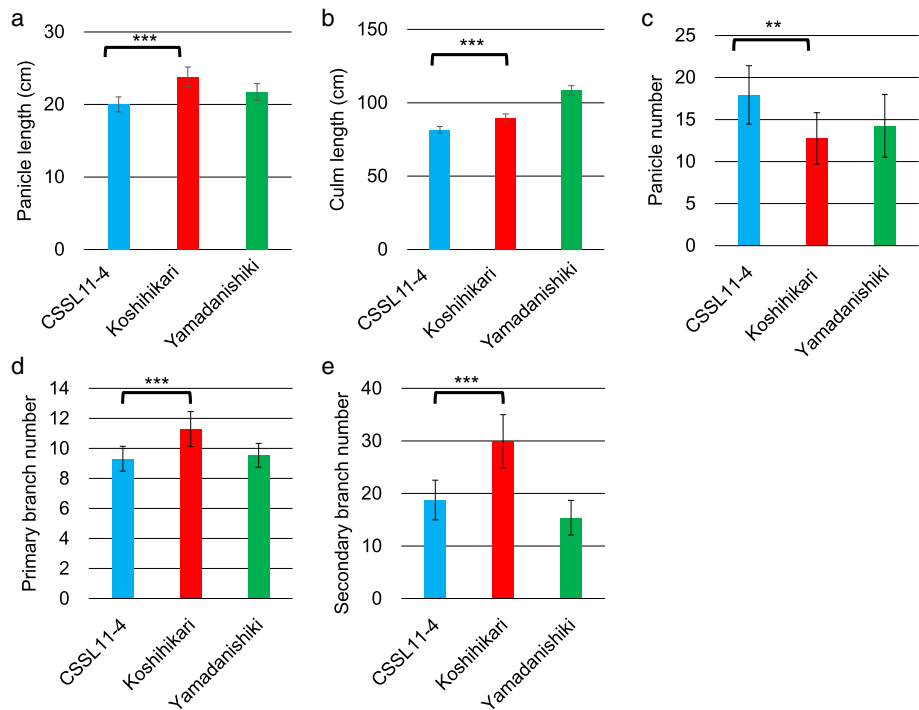 a
Panicle length (cm)
30
20
10
0
***
CSSL11-4
Koshihikari
Yamadanishiki
b
Culm length (cm)
150
100
50
0
***
CSSL11-4
Koshihikari
Yamadanishiki
c
Panicle number
25
20
15
10
5
0
**
CSSL11-4
Koshihikari
Yamadanishiki
d
Primary branch number
14
12
10
8
6
4
2
0
***
CSSL11-4
Koshihikari
Yamadanishiki
e
Secondary branch number
40
30
20
10
0
***
CSSL11-4
Koshihikari
Yamadanishiki